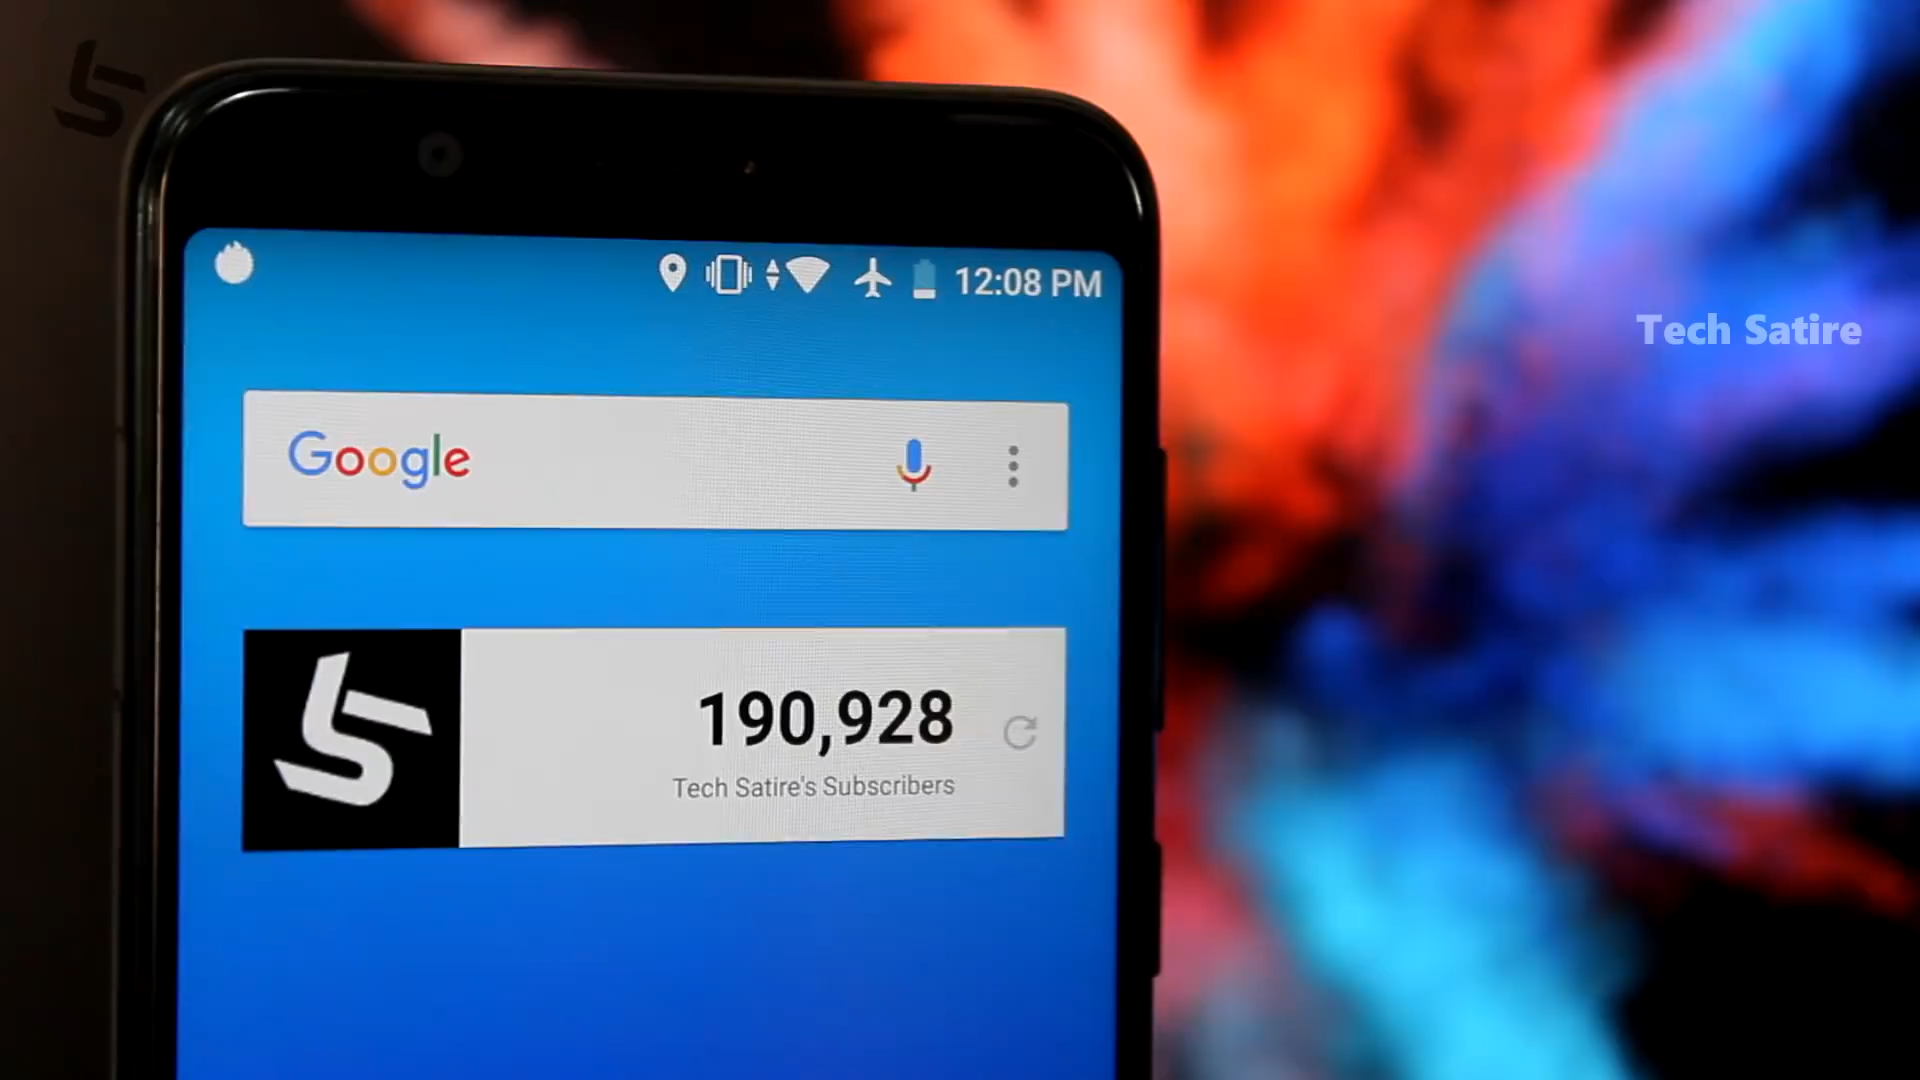 12:08 PM
Tech Satire
Google
190,928
Tech Satire's Subscribers